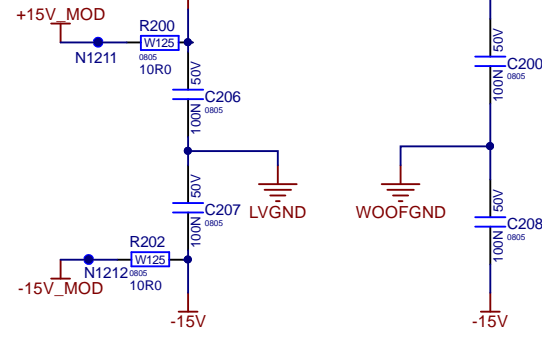 +15V_MOD
R200
W125
0805
10R0
N1211
50V
C206
0805
100N
50V
C200
0805
100N
LVGND
WOOFGND
50V
C207
0805
100N
50V
C208
0805
100N
R202
W125
0805
10R0
N1212
-15V_MOD
-15V
-15V